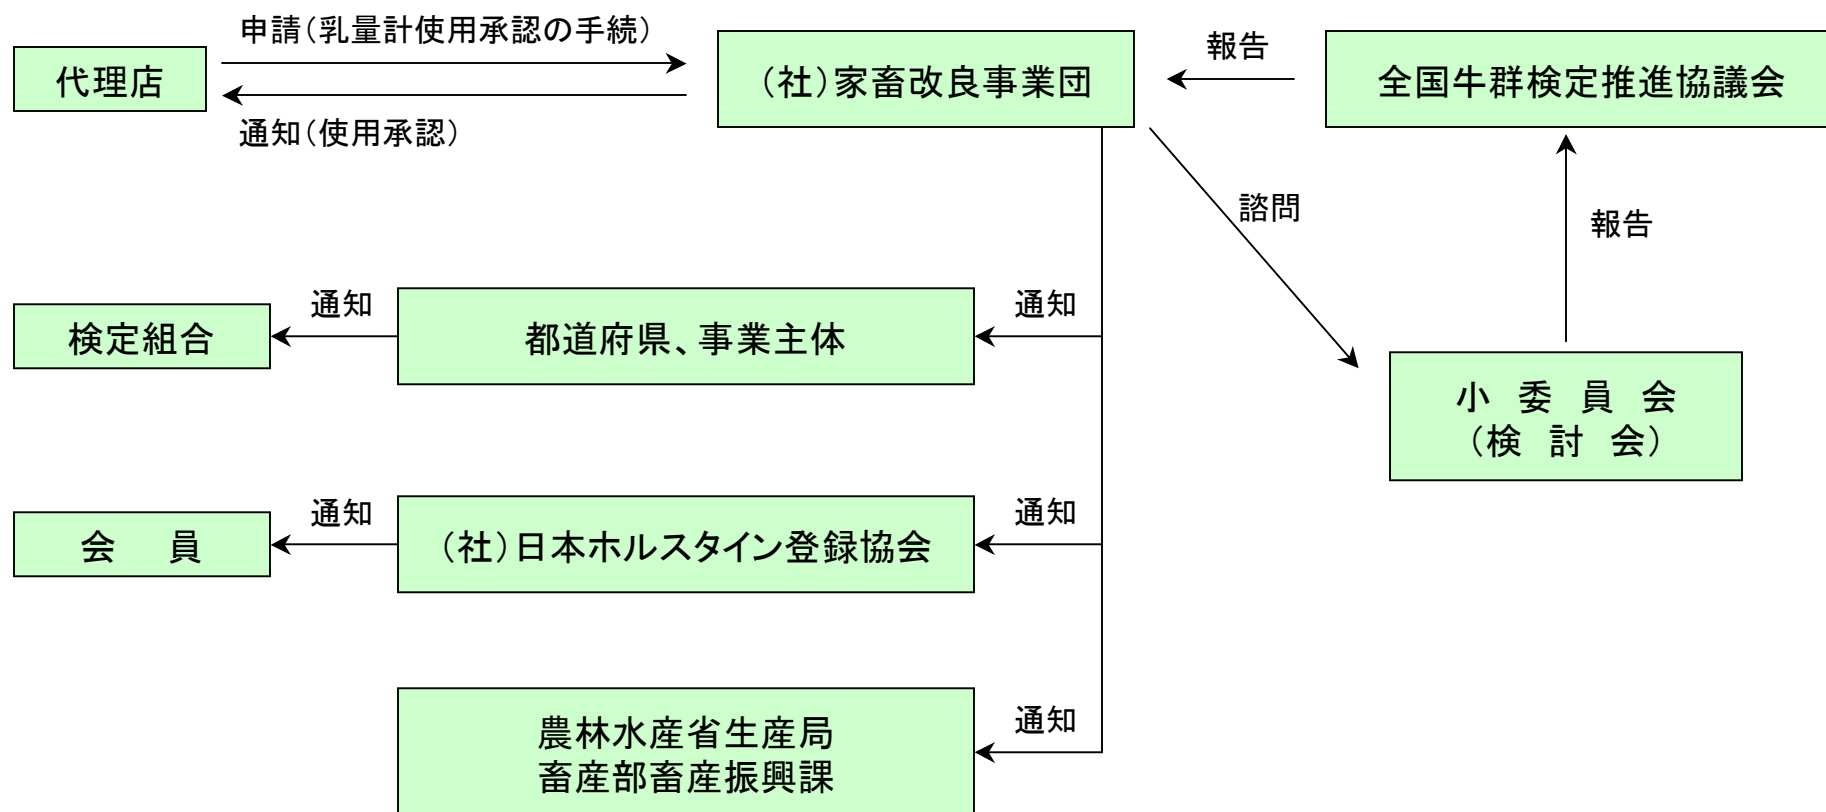 申請（乳量計使用承認の手続）
代理店
（社）家畜改良事業団
報告
全国牛群検定推進協議会
通知（使用承認）
諮問
報告
検定組合
通知
都道府県、事業主体
通知
小　委　員　会
（検　討　会）
会　　員
通知
（社）日本ホルスタイン登録協会
通知
農林水産省生産局
畜産部畜産振興課
通知